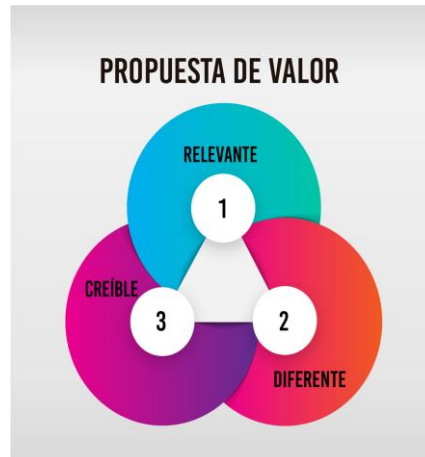 PROPUESTA DE VALOR
RELEVANTE
1
CREÍBLE
3
2
DIFERENTE